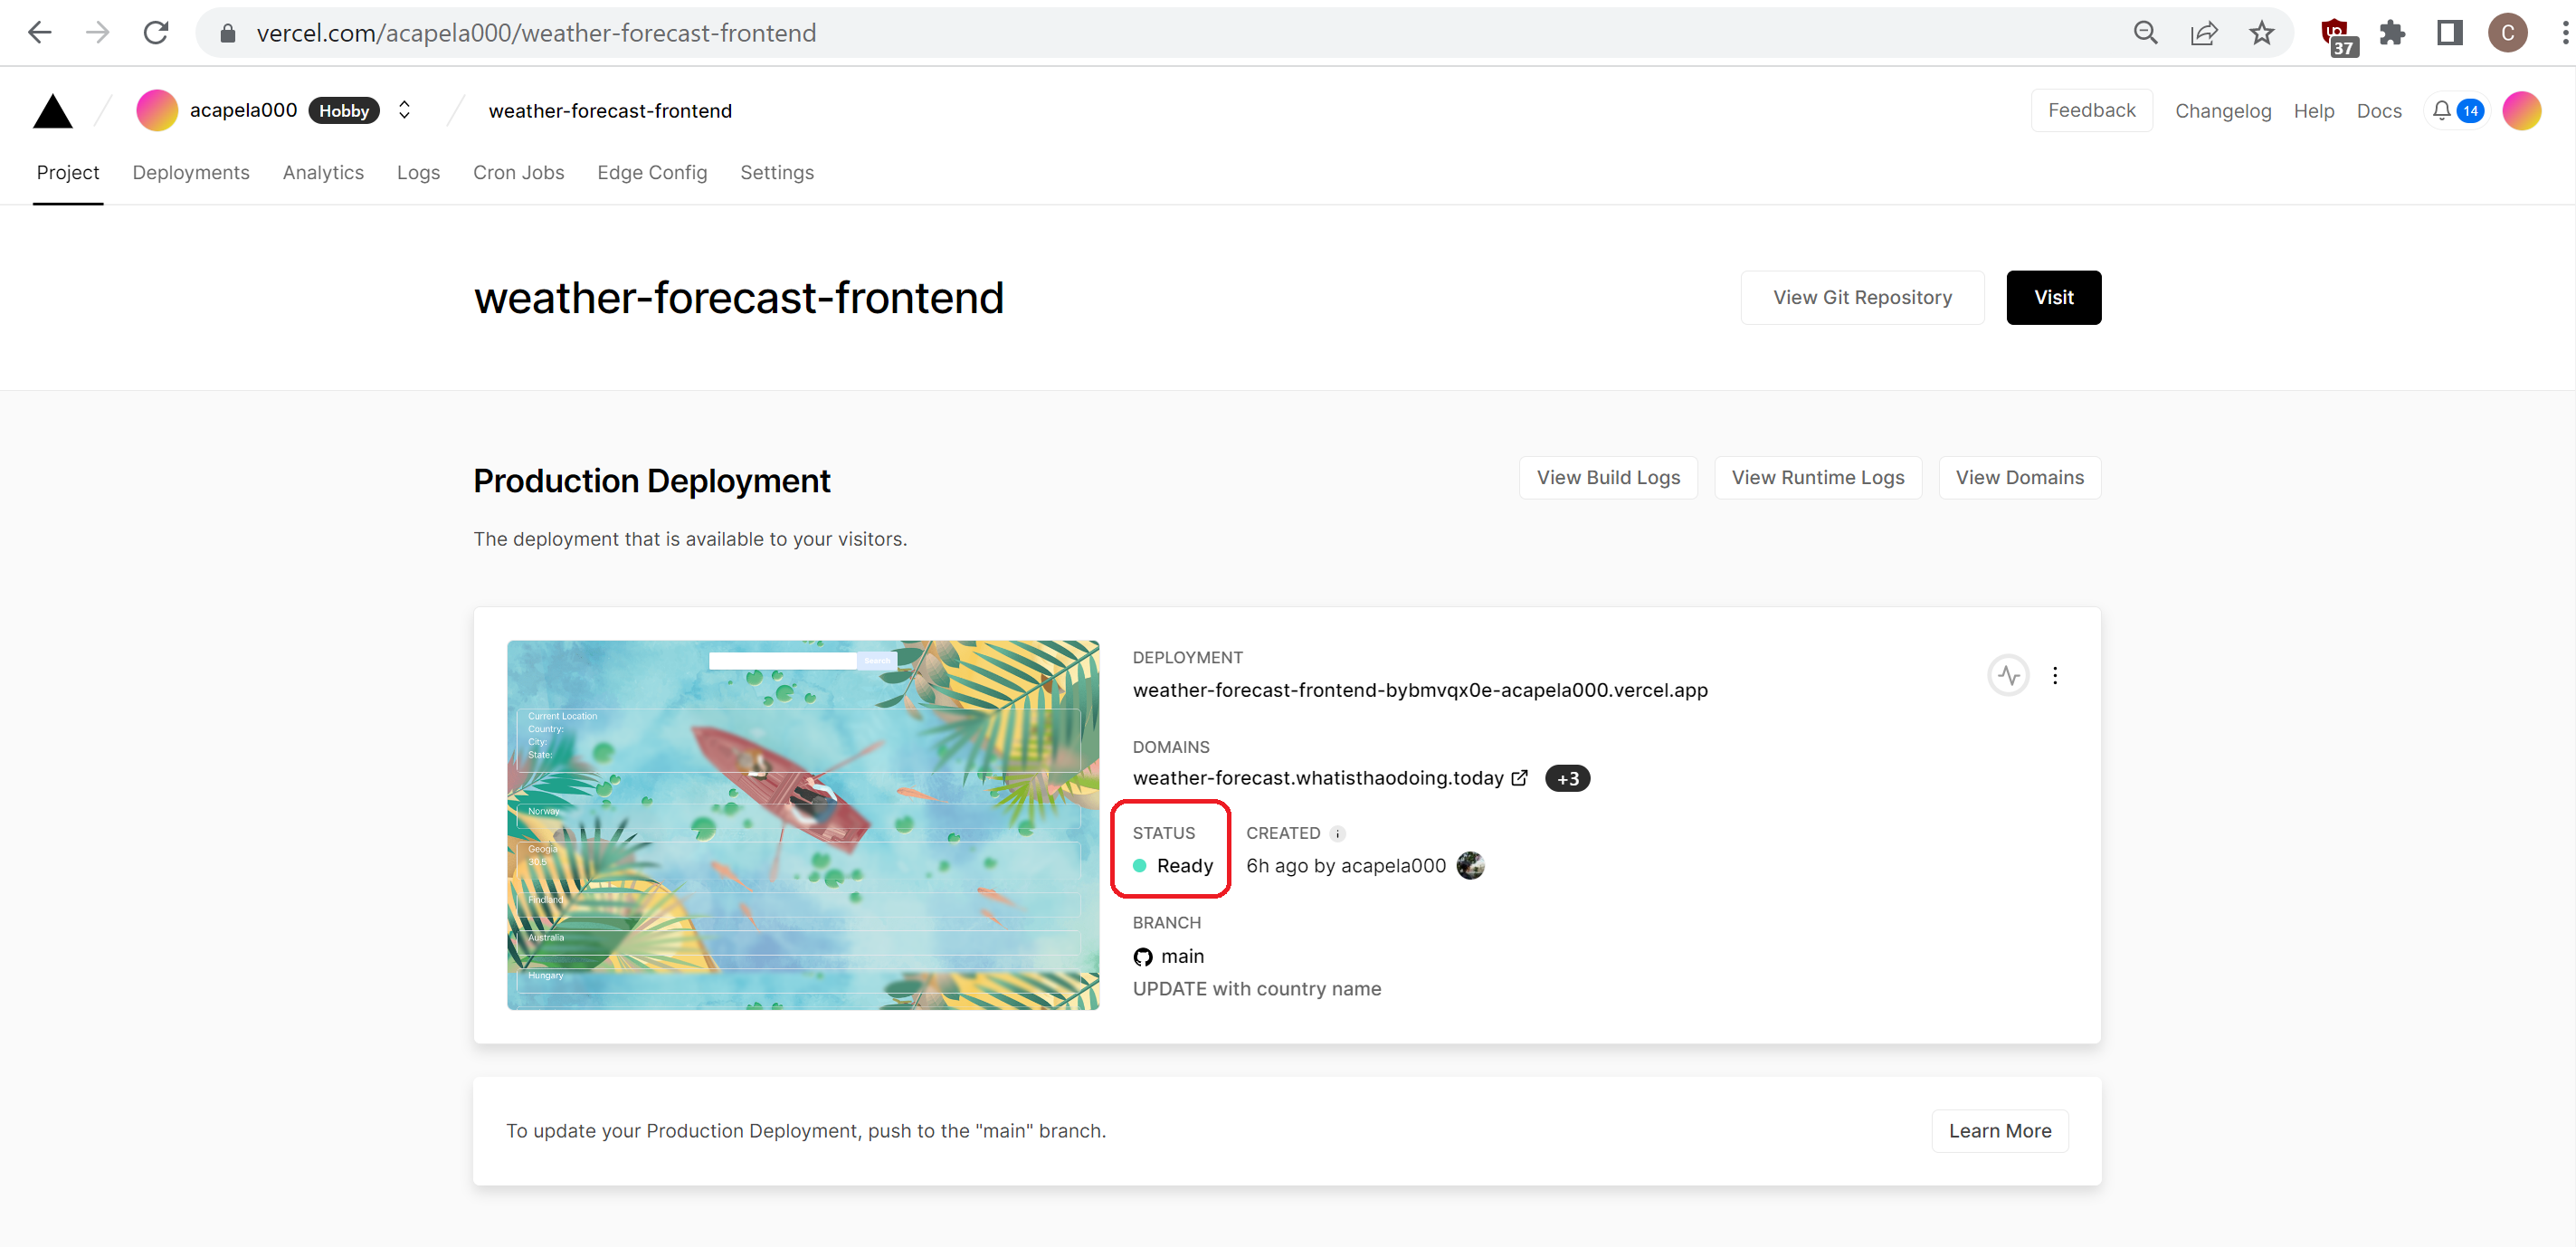 vercel.com/acapela000/weather-forecast-frontend
37
C
acapela000 Hobby
weather-forecast-frontend
Feedback Changelog Help Docs 14
Project Deployments Analytics Logs Cron Jobs Edge Config Settings
weather-forecast-frontend
View Git Repository Visit
Production Deployment
View Build Logs View Runtime Logs View Domains
The deployment that is available to your visitors.
Search
Current Location
Country:
City:
State:
Norway
Geogia
30.5
Findland
Australia
Hungary
DEPLOYMENT
weather-forecast-frontend-bybmvqx0e-acapela000.vercel.app
DOMAINS
weather-forecast.whatisthaodoing.today +3
STATUS CREATED
Ready 6h ago by acapela000
BRANCH
main
UPDATE with country name
To update your Production Deployment, push to the "main" branch.
Learn More